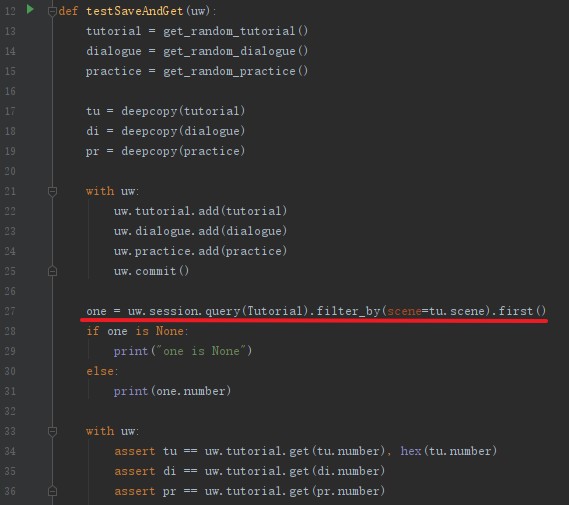 12 def testSaveAndGet(uw):
13     tutorial = get_random_tutorial()
14     dialogue = get_random_dialogue()
15     practice = get_random_practice()
16
17     tu = deepcopy(tutorial)
18     di = deepcopy(dialogue)
19     pr = deepcopy(practice)
20
21     with uw:
22         uw.tutorial.add(tutorial)
23         uw.dialogue.add(dialogue)
24         uw.practice.add(practice)
25         uw.commit()
26
27     one = uw.session.query(Tutorial).filter_by(scene=tu.scene).first()
28     if one is None:
29         print("one is None")
30     else:
31         print(one.number)
32
33     with uw:
34         assert tu == uw.tutorial.get(tu.number), hex(tu.number)
35         assert di == uw.tutorial.get(di.number)
36         assert pr == uw.tutorial.get(pr.number)